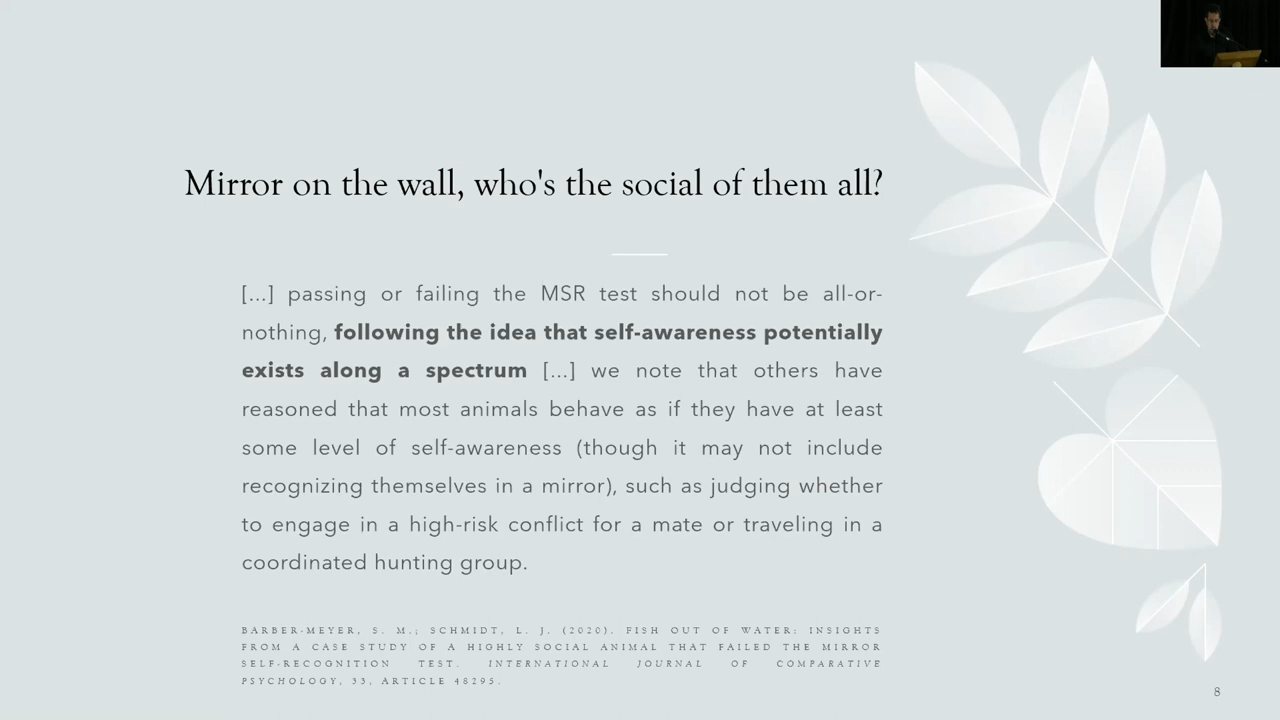 Mirror on the wall, who's the social of them all?
[...] passing or failing the MSR test should not be all-or-
nothing, following the idea that self-awareness potentially
exists along a spectrum [...] we note that others have
reasoned that most animals behave as if they have at least
some level of self-awareness (though it may not include
recognizing themselves in a mirror), such as judging whether
to engage in a high-risk conflict for a mate or traveling in a
coordinated hunting group.
BARBER-MEYER, S. M.; SCHMIDT, L. J. (2020). FISH OUT OF WATER: INSIGHTS
FROM A CASE STUDY OF A HIGHLY SOCIAL ANIMAL THAT FAILED THE MIRROR
SELF-RECOGNITION TEST. INTERNATIONAL JOURNAL OF COMPARATIVE
PSYCHOLOGY, 33, ARTICLE 48295.
8